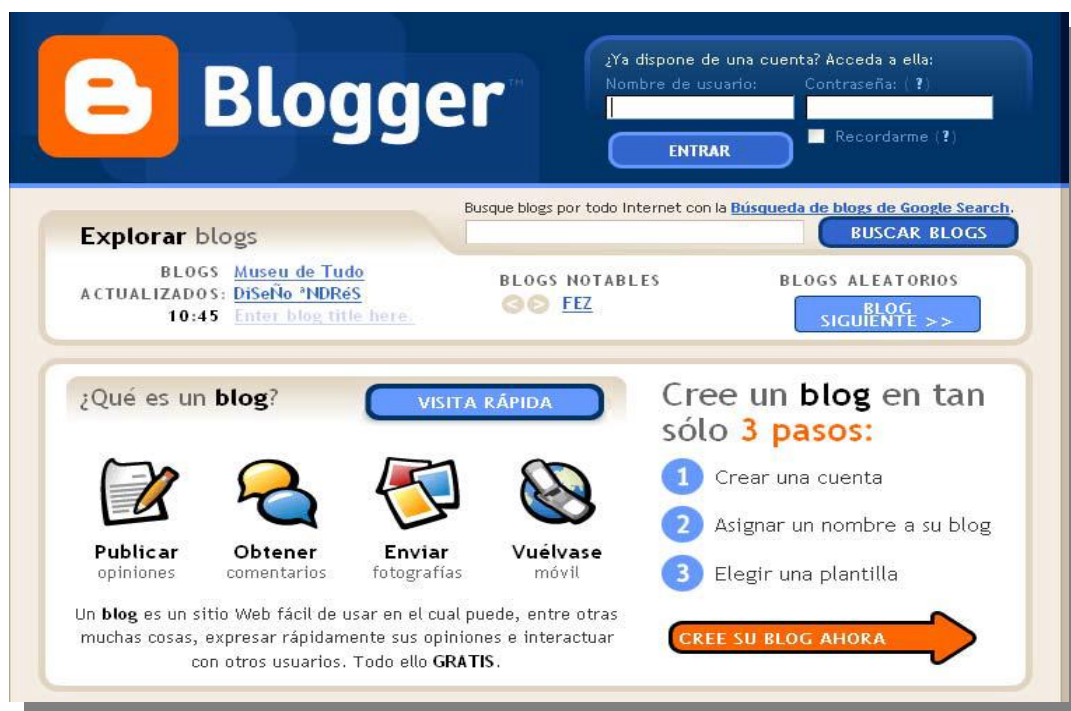 Blogger™
¿Ya dispone de una cuenta? Acceda a ella:
Nombre de usuario: Contraseña: (?)
ENTRAR
Recordarme (?)
Busque blogs por todo Internet con la Búsqueda de blogs de Google Search.
BUSCAR BLOGS
Explorar blogs
BLOGS ACTUALIZADOS:
10:45
Museu de Tudo
DiSeÑo ªNDRéS
Enter blog title here.
BLOGS NOTABLES
FEZ
BLOGS ALEATORIOS
BLOG
SIGUIENTE >>
¿Qué es un blog?
VISITA RÁPIDA
Publicar
opiniones
Obtener
comentarios
Enviar
fotografías
Vuélvase
móvil
Un blog es un sitio Web fácil de usar en el cual puede, entre otras
muchas cosas, expresar rápidamente sus opiniones e interactuar
con otros usuarios. Todo ello GRATIS.
Cree un blog en tan
sólo 3 pasos:
1 Crear una cuenta
2 Asignar un nombre a su blog
3 Elegir una plantilla
CREE SU BLOG AHORA